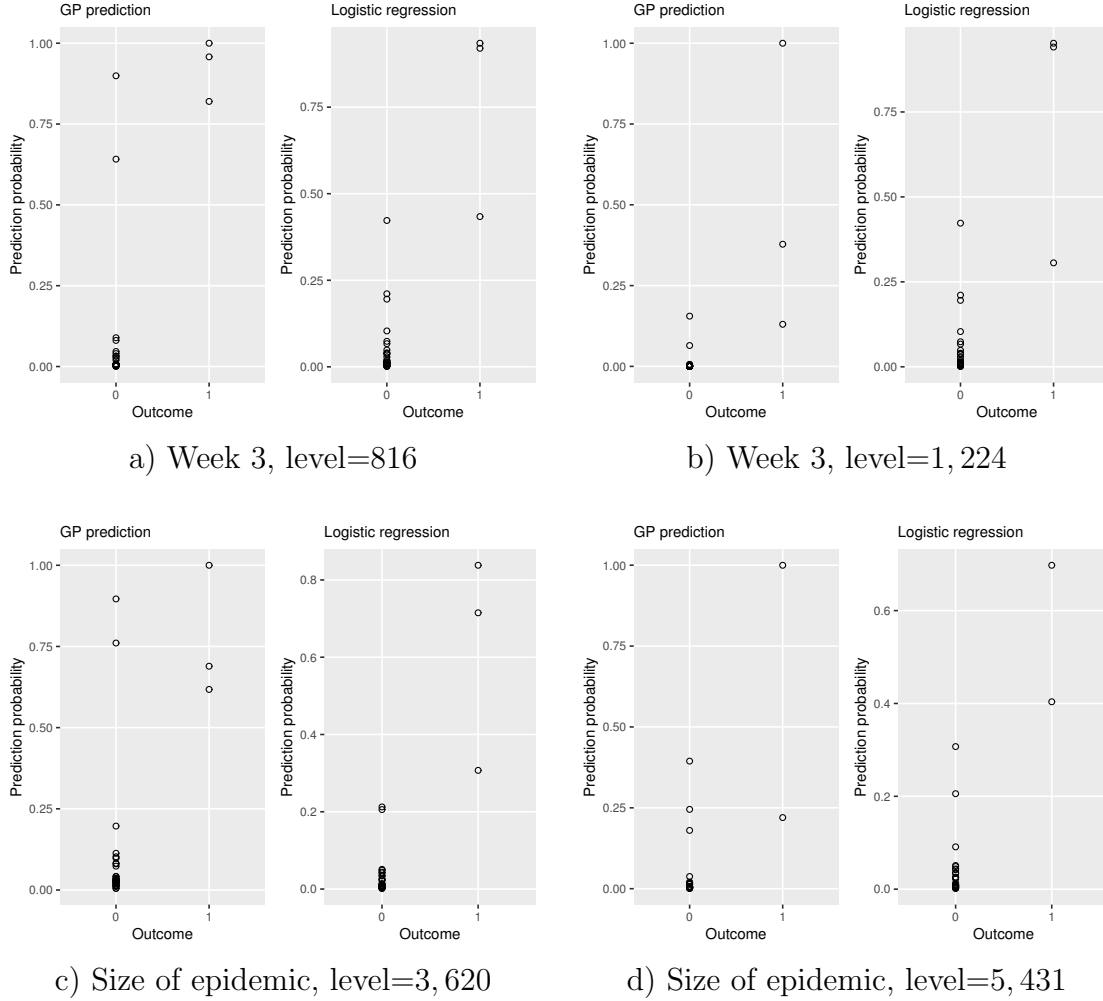 GP prediction
Logistic regression
GP prediction
Logistic regression
Prediction probability
1.00
0.75
0.50
0.25
0.00
0
1
Outcome
Prediction probability
0.75
0.50
0.25
0.00
0
1
Outcome
Prediction probability
1.00
0.75
0.50
0.25
0.00
0
1
Outcome
Prediction probability
0.75
0.50
0.25
0.00
0
1
Outcome
a) Week 3, level=816
b) Week 3, level=1, 224
GP prediction
Logistic regression
GP prediction
Logistic regression
Prediction probability
1.00
0.75
0.50
0.25
0.00
0
1
Outcome
Prediction probability
0.8
0.6
0.4
0.2
0.0
0
1
Outcome
Prediction probability
1.00
0.75
0.50
0.25
0.00
0
1
Outcome
Prediction probability
0.6
0.4
0.2
0.0
0
1
Outcome
c) Size of epidemic, level=3, 620
d) Size of epidemic, level=5, 431